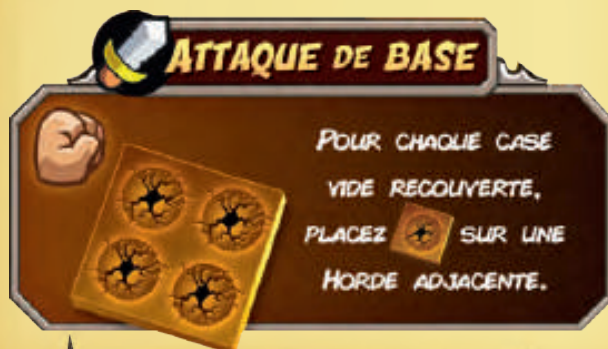 ATTAQUE DE BASE
POUR CHAQUE CASE
VIDE RECOUVERTE,
PLACEZ SUR UNE
HORDE ADJACENTE.